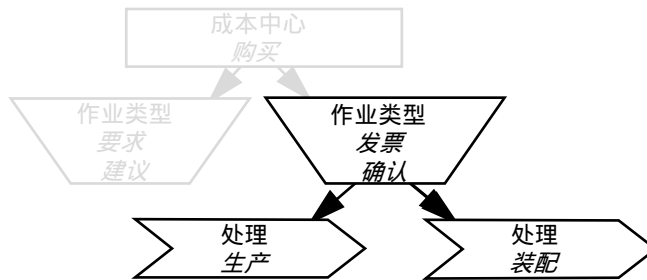 成本中心
购买
作业类型
要求
建议
作业类型
发票
确认
处理
生产
处理
装配